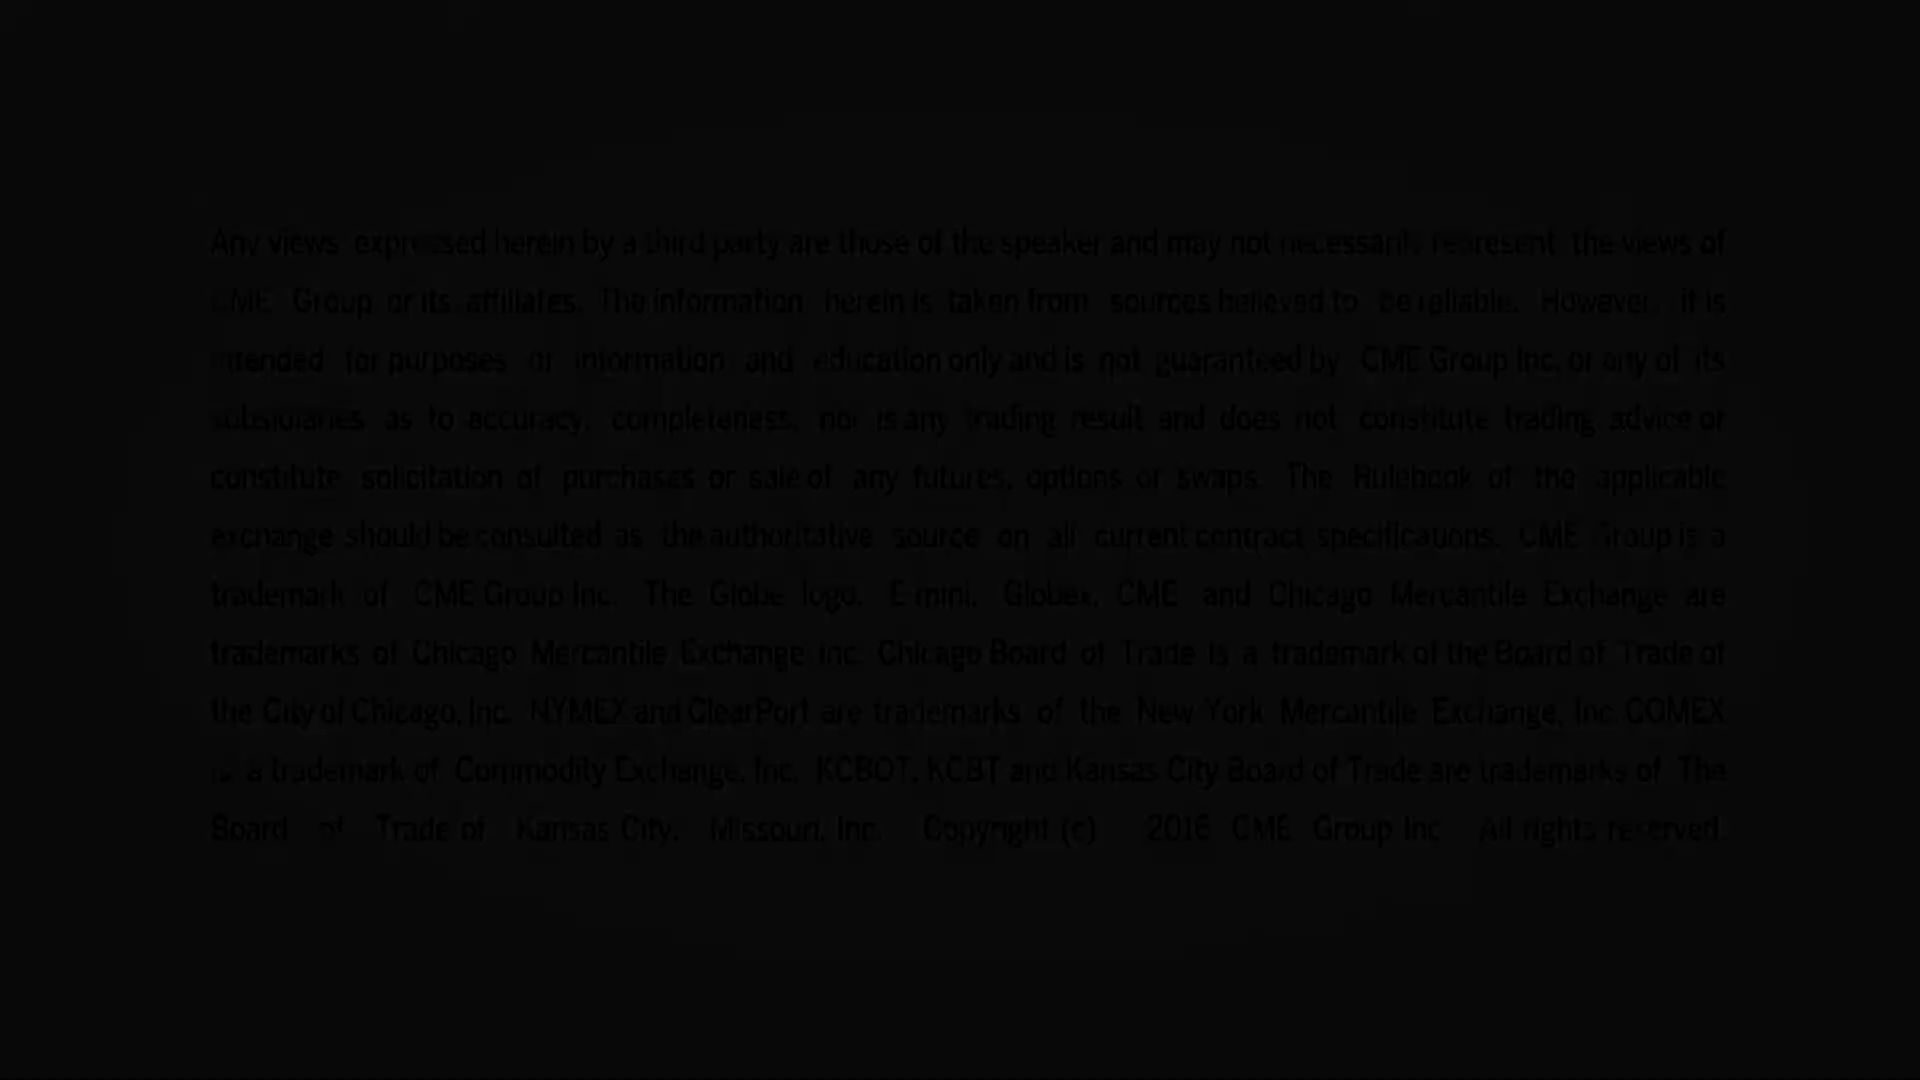 Any views expressed herein by a third party are those of the speaker and may not necessarily represent the views of
CME Group or its affiliates. The information herein is taken from sources believed to be reliable. However, it is
intended for purposes of information and education only and is not guaranteed by CME Group Inc. or any of its
subsidiaries as to accuracy, completeness, nor is any trading result and does not constitute trading advice or
constitute solicitation of purchases or sale of any futures, options or swaps. The Rulebook of the applicable
exchange should be consulted as the authoritative source on all current contract specifications. CME Group is a
trademark of CME Group Inc. The Globe logo, E-mini, Globex, CME and Chicago Mercantile Exchange are
trademarks of Chicago Mercantile Exchange Inc. Chicago Board of Trade is a trademark of the Board of Trade of
the City of Chicago, Inc. NYMEX and ClearPort are trademarks of the New York Mercantile Exchange, Inc. COMEX
is a trademark of Commodity Exchange, Inc. KCBOT, KCBT and Kansas City Board of Trade are trademarks of The
Board of Trade of Kansas City, Missouri, Inc. Copyright (c) 2016 CME Group Inc. All rights reserved.